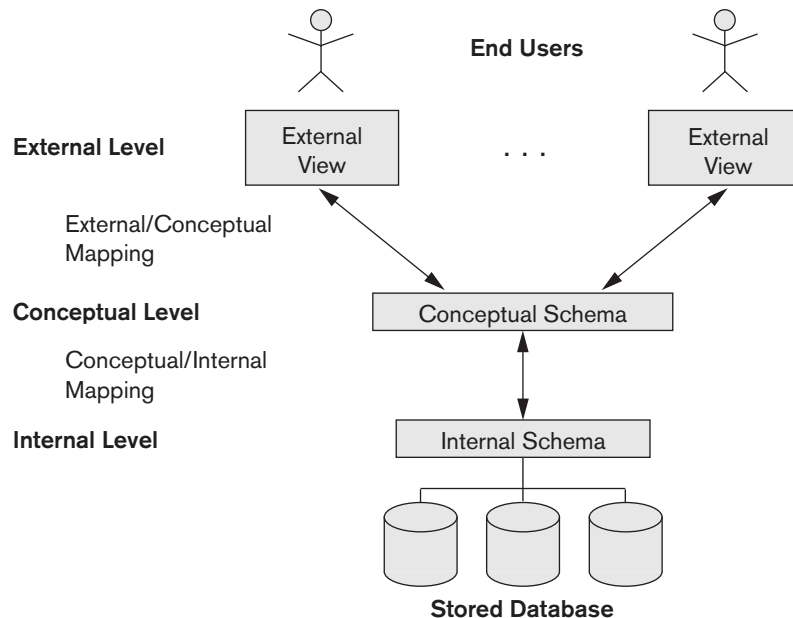 End Users
External Level
External
View
. . .
External
View
External/Conceptual
Mapping
Conceptual Level
Conceptual Schema
Conceptual/Internal
Mapping
Internal Level
Internal Schema
Stored Database